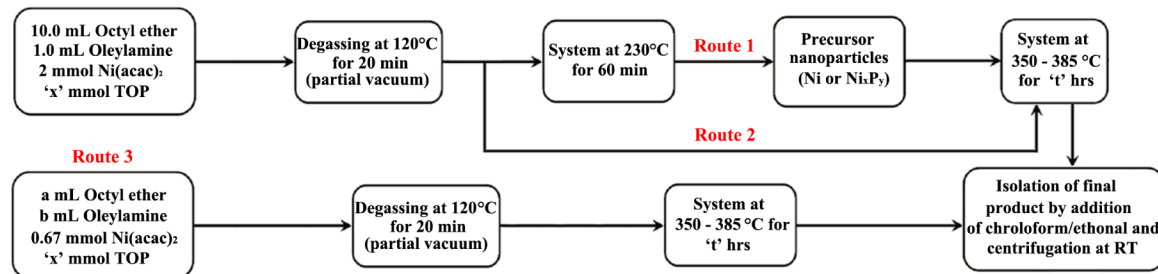 10.0 mL Octyl ether
1.0 mL Oleylamine
2 mmol Ni(acac)₂
‘x’ mmol TOP
Degassing at 120°C
for 20 min
(partial vacuum)
System at 230°C
for 60 min
Route 1
Precursor
nanoparticles
(Ni or NiₓPᵧ)
System at
350 - 385 °C
for ‘t’ hrs
Route 2
Route 3
a mL Octyl ether
b mL Oleylamine
0.67 mmol Ni(acac)₂
‘x’ mmol TOP
Degassing at 120°C
for 20 min
(partial vacuum)
System at
350 - 385 °C for
‘t’ hrs
Isolation of final
product by addition
of chroloform/ethonal and
centrifugation at RT